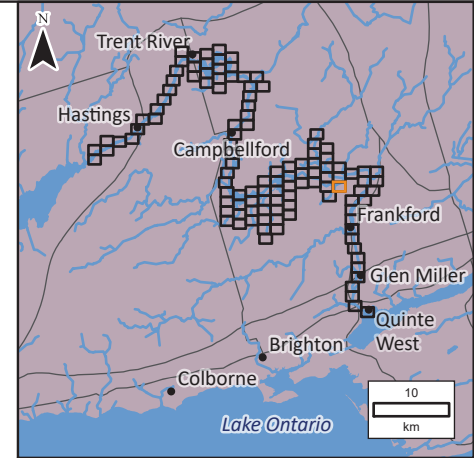 N
Trent River
Hastings
Campbellford
Frankford
Glen Miller
Quinte
West
Brighton
Colborne
Lake Ontario
10
km